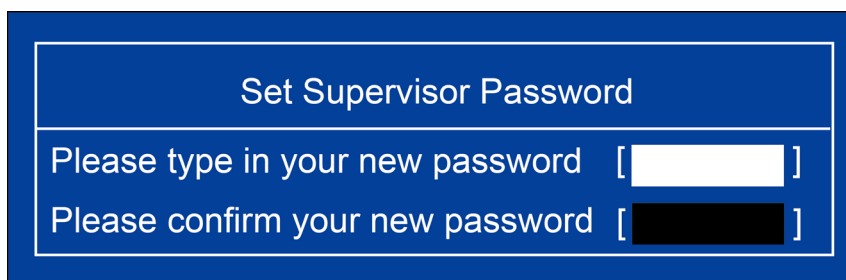 Set Supervisor Password
Please type in your new password [ ]
Please confirm your new password [ ]